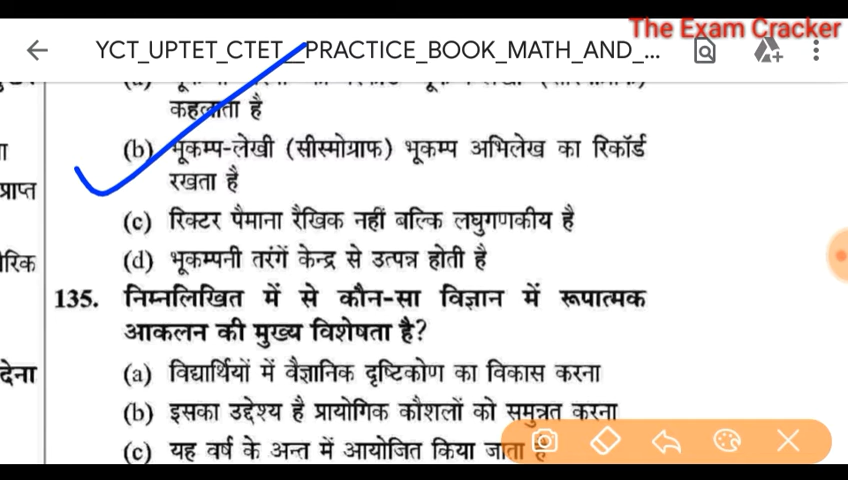 The Exam Cracker
YCT_UPTET_CTET__PRACTICE_BOOK_MATH_AND_...
कहलाता है
(b) भूकम्प-लेखी (सीस्मोग्राफ) भूकम्प अभिलेख का रिकॉर्ड
प्राप्त
रखता है
(c) रिक्टर पैमाना रैखिक नहीं बल्कि लघुगणकीय है
(d) भूकम्पनी तरंगें केन्द्र से उत्पन्न होती है
135. निम्नलिखित में से कौन-सा विज्ञान में रूपात्मक
आकलन की मुख्य विशेषता है?
देना
(a) विद्यार्थियों में वैज्ञानिक दृष्टिकोण का विकास करना
(b) इसका उद्देश्य है प्रायोगिक कौशलों को समुन्नत करना
(c) यह वर्ष के अन्त में आयोजित किया जाता है